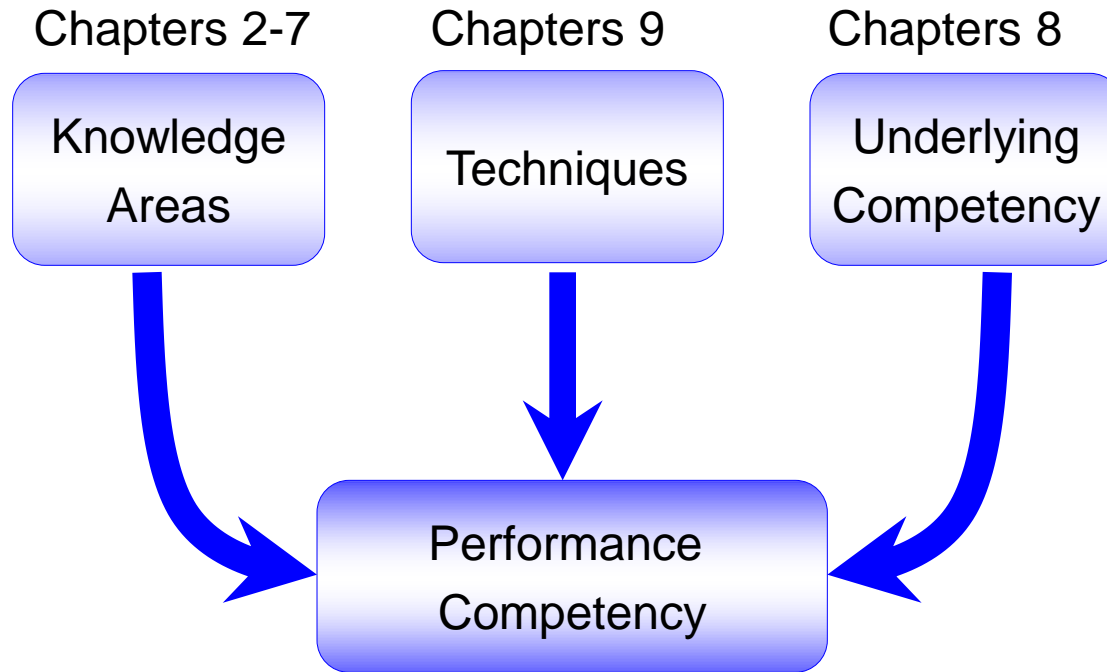 Chapters 2-7
Chapters 9
Chapters 8
Knowledge
Areas
Techniques
Underlying
Competency
Performance
Competency